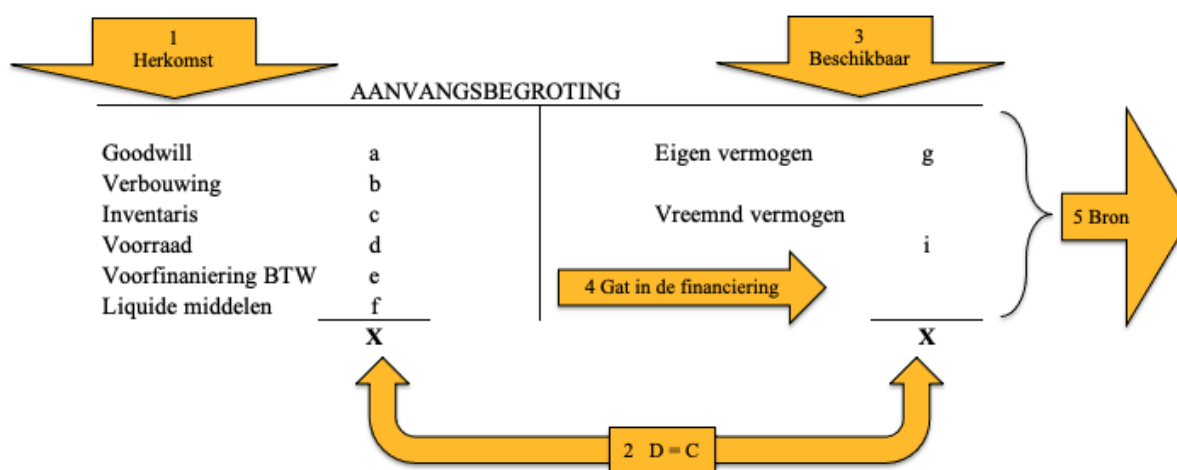 1
Herkomst
3
Beschikbaar
AANVANGSBEGROTING
Goodwill a Eigen vermogen g
Verbouwing b
Inventaris c Vreemnd vermogen
Voorraad d i
Voorfinaniering BTW e
Liquide middelen f
4 Gat in de financiering
5 Bron
X X
2 D = C